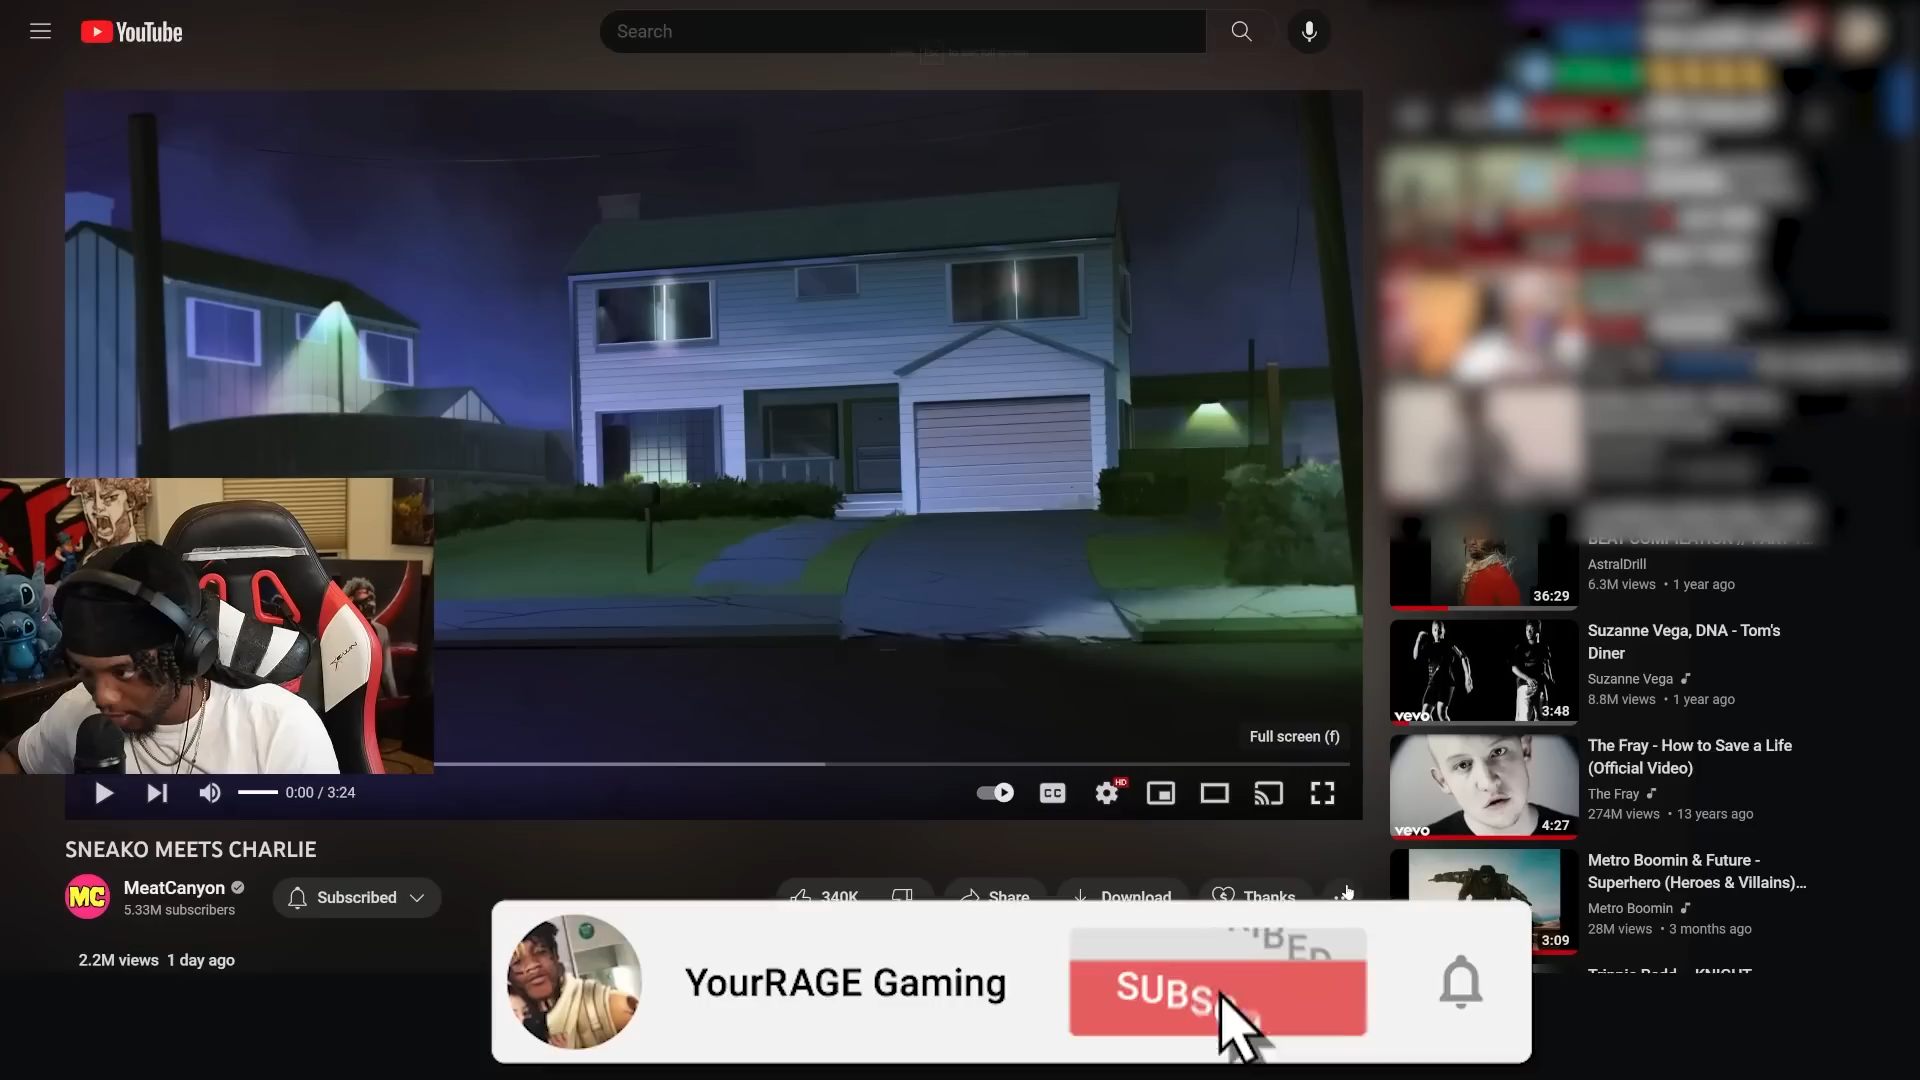 YouTube
Search
Full screen (f)
0:00 / 3:24
CC
HD
SNEAKO MEETS CHARLIE
MC
MeatCanyon
5.33M subscribers
Subscribed
340K
Share
Download
Thanks
2.2M views 1 day ago
YourRAGE Gaming
36:29
AstralDrill
6.3M views • 1 year ago
vevo
3:48
Suzanne Vega, DNA - Tom's
Diner
Suzanne Vega
8.8M views • 1 year ago
vevo
4:27
The Fray - How to Save a Life
(Official Video)
The Fray
274M views • 13 years ago
3:09
Metro Boomin & Future -
Superhero (Heroes & Villains)...
Metro Boomin
28M views • 3 months ago